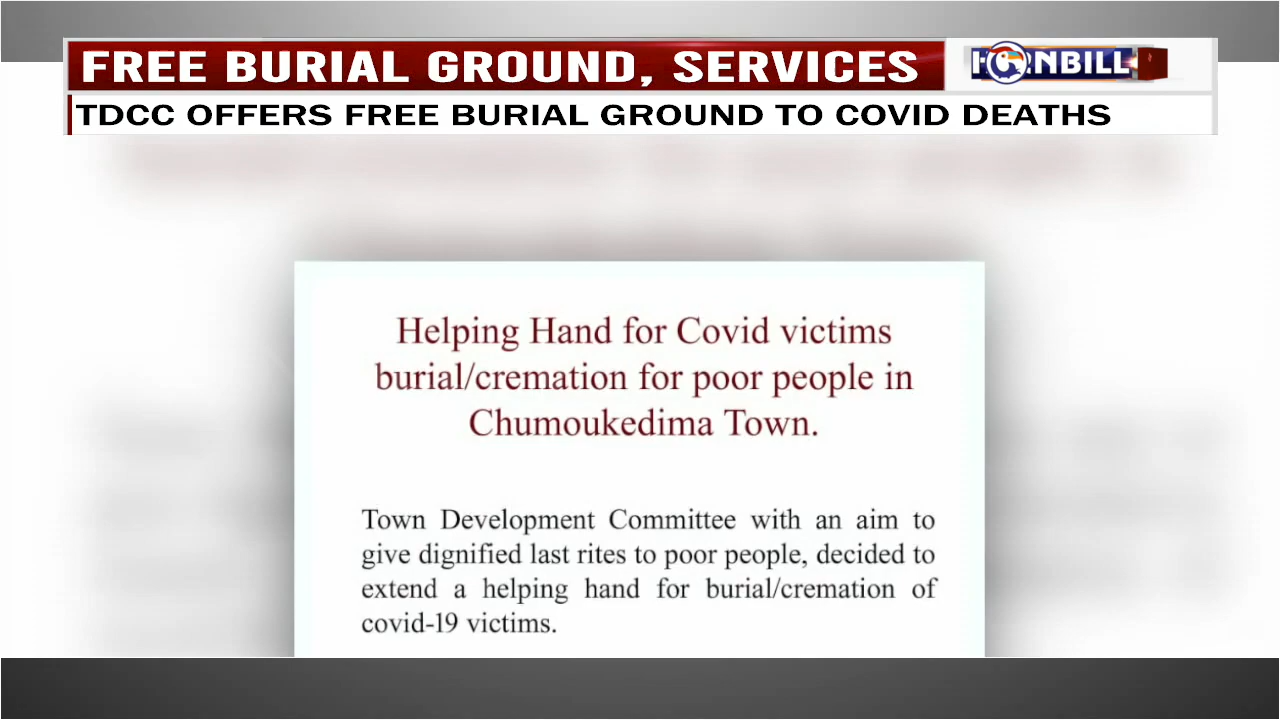 FREE BURIAL GROUND, SERVICES
HORNBILL
TDCC OFFERS FREE BURIAL GROUND TO COVID DEATHS
Helping Hand for Covid victims
burial/cremation for poor people in
Chumoukedima Town.
Town Development Committee with an aim to
give dignified last rites to poor people, decided to
extend a helping hand for burial/cremation of
covid-19 victims.